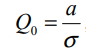 Q₀ = a/σ